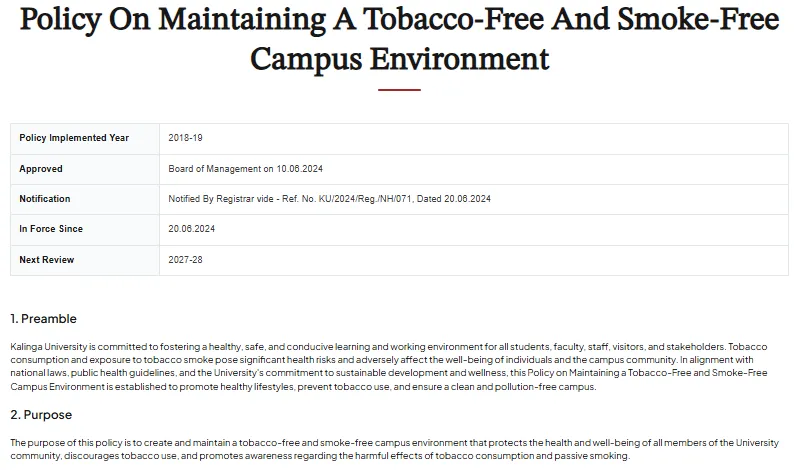 Policy On Maintaining A Tobacco-Free And Smoke-Free
Campus Environment
Policy Implemented Year 2018-19
Approved Board of Management on 10.06.2024
Notification Notified By Registrar vide - Ref. No. KU/2024/Reg./NH/071, Dated 20.06.2024
In Force Since 20.06.2024
Next Review 2027-28
1. Preamble
Kalinga University is committed to fostering a healthy, safe, and conducive learning and working environment for all students, faculty, staff, visitors, and stakeholders. Tobacco
consumption and exposure to tobacco smoke pose significant health risks and adversely affect the well-being of individuals and the campus community. In alignment with
national laws, public health guidelines, and the University's commitment to sustainable development and wellness, this Policy on Maintaining a Tobacco-Free and Smoke-Free
Campus Environment is established to promote healthy lifestyles, prevent tobacco use, and ensure a clean and pollution-free campus.
2. Purpose
The purpose of this policy is to create and maintain a tobacco-free and smoke-free campus environment that protects the health and well-being of all members of the University
community, discourages tobacco use, and promotes awareness regarding the harmful effects of tobacco consumption and passive smoking.